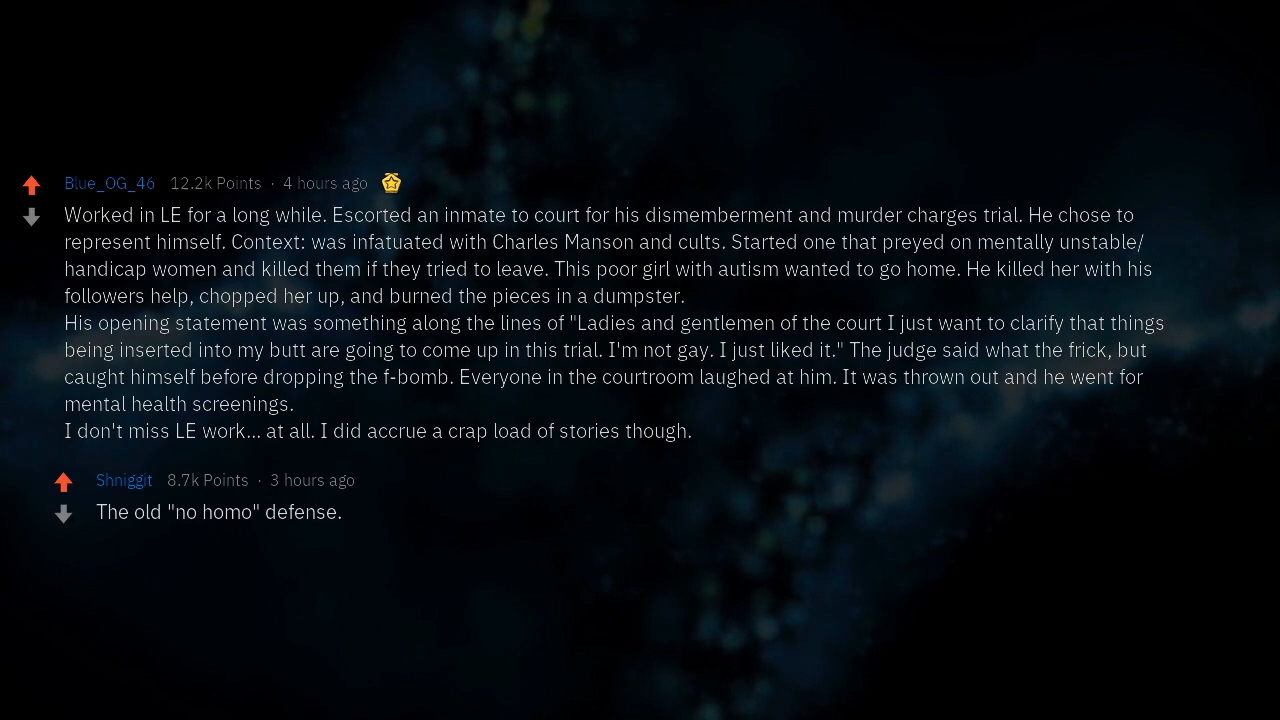 Blue_OG_46 12.2k Points · 4 hours ago
Worked in LE for a long while. Escorted an inmate to court for his dismemberment and murder charges trial. He chose to
represent himself. Context: was infatuated with Charles Manson and cults. Started one that preyed on mentally unstable/
handicap women and killed them if they tried to leave. This poor girl with autism wanted to go home. He killed her with his
followers help, chopped her up, and burned the pieces in a dumpster.
His opening statement was something along the lines of "Ladies and gentlemen of the court I just want to clarify that things
being inserted into my butt are going to come up in this trial. I'm not gay. I just liked it." The judge said what the frick, but
caught himself before dropping the f-bomb. Everyone in the courtroom laughed at him. It was thrown out and he went for
mental health screenings.
I don't miss LE work... at all. I did accrue a crap load of stories though.
Shniggit 8.7k Points · 3 hours ago
The old "no homo" defense.